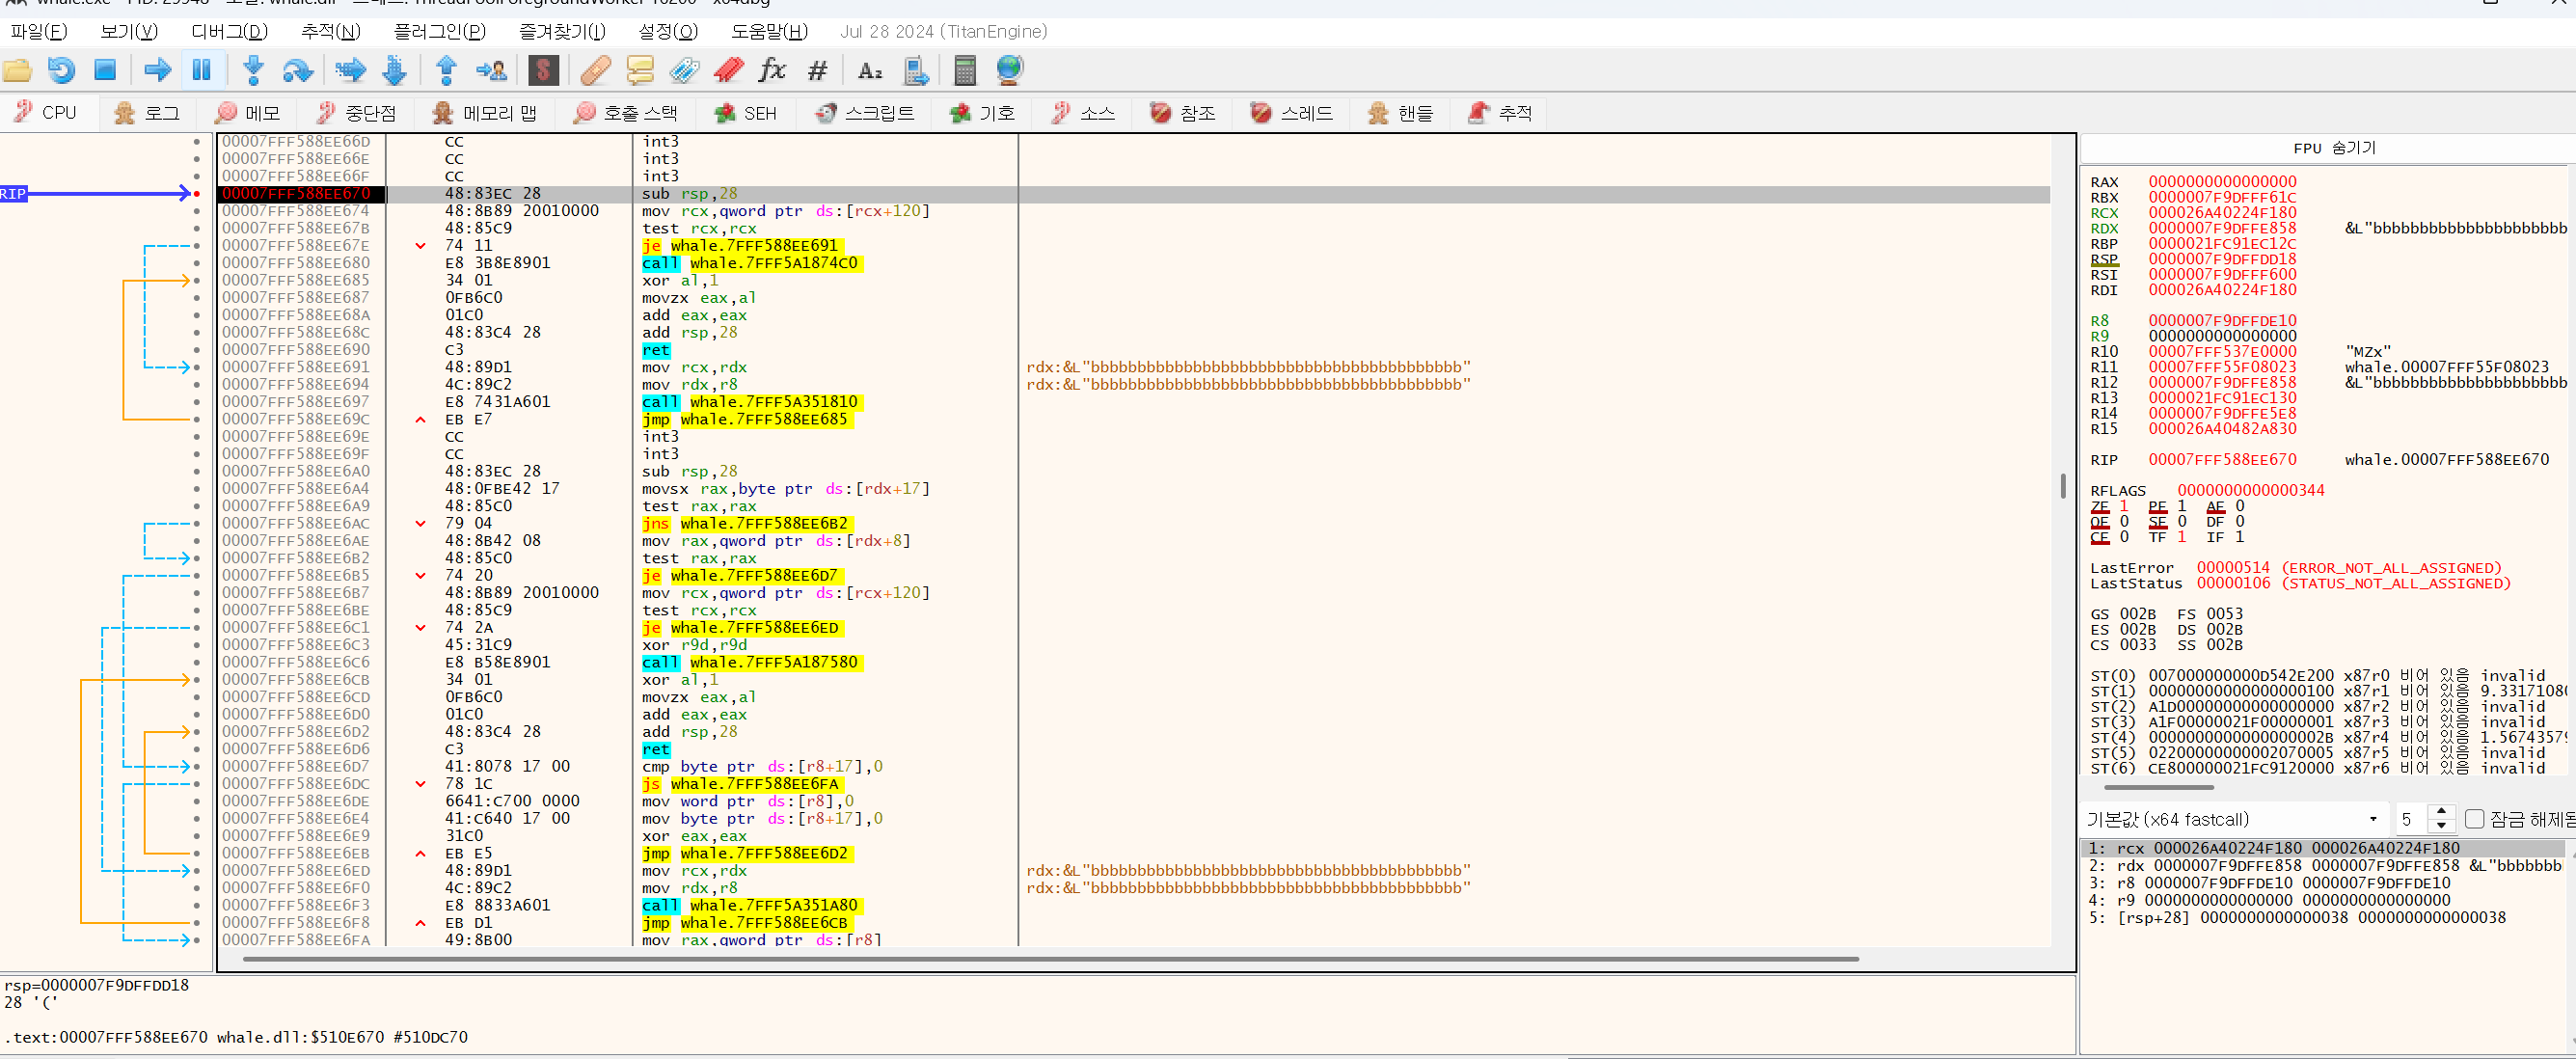 파일(F) 보기(V) 디버그(D) 추적(N) 플러그인(P) 즐겨찾기(I) 설정(O) 도움말(H) Jul 28 2024 (TitanEngine)
CPU 로그 메모 중단점 메모리 맵 호출 스택 SEH 스크립트 기호 소스 참조 스레드 핸들 추적
RIP
00007FFF588EE66D CC int3
00007FFF588EE66E CC int3
00007FFF588EE66F CC int3
00007FFF588EE670 48:83EC 28 sub rsp,28
00007FFF588EE674 48:8B89 20010000 mov rcx,qword ptr ds:[rcx+120]
00007FFF588EE67B 48:85C9 test rcx,rcx
00007FFF588EE67E 74 11 je whale.7FFF588EE691
00007FFF588EE680 E8 3B8E8901 call whale.7FFF5A1874C0
00007FFF588EE685 34 01 xor al,1
00007FFF588EE687 0FB6C0 movzx eax,al
00007FFF588EE68A 01C0 add eax,eax
00007FFF588EE68C 48:83C4 28 add rsp,28
00007FFF588EE690 C3 ret
00007FFF588EE691 48:89D1 mov rcx,rdx rdx:&L"bbbbbbbbbbbbbbbbbbbbbbbbbbbbbbbbbbbbbbbb"
00007FFF588EE694 4C:89C2 mov rdx,r8 rdx:&L"bbbbbbbbbbbbbbbbbbbbbbbbbbbbbbbbbbbbbbbb"
00007FFF588EE697 E8 7431A601 call whale.7FFF5A351810
00007FFF588EE69C EB E7 jmp whale.7FFF588EE685
00007FFF588EE69E CC int3
00007FFF588EE69F CC int3
00007FFF588EE6A0 48:83EC 28 sub rsp,28
00007FFF588EE6A4 48:0FBE42 17 movsx rax,byte ptr ds:[rdx+17]
00007FFF588EE6A9 48:85C0 test rax,rax
00007FFF588EE6AC 79 04 jns whale.7FFF588EE6B2
00007FFF588EE6AE 48:8B42 08 mov rax,qword ptr ds:[rdx+8]
00007FFF588EE6B2 48:85C0 test rax,rax
00007FFF588EE6B5 74 20 je whale.7FFF588EE6D7
00007FFF588EE6B7 48:8B89 20010000 mov rcx,qword ptr ds:[rcx+120]
00007FFF588EE6BE 48:85C9 test rcx,rcx
00007FFF588EE6C1 74 2A je whale.7FFF588EE6ED
00007FFF588EE6C3 45:31C9 xor r9d,r9d
00007FFF588EE6C6 E8 B58E8901 call whale.7FFF5A187580
00007FFF588EE6CB 34 01 xor al,1
00007FFF588EE6CD 0FB6C0 movzx eax,al
00007FFF588EE6D0 01C0 add eax,eax
00007FFF588EE6D2 48:83C4 28 add rsp,28
00007FFF588EE6D6 C3 ret
00007FFF588EE6D7 41:8078 17 00 cmp byte ptr ds:[r8+17],0
00007FFF588EE6DC 78 1C js whale.7FFF588EE6FA
00007FFF588EE6DE 6641:C700 0000 mov word ptr ds:[r8],0
00007FFF588EE6E4 41:C640 17 00 mov byte ptr ds:[r8+17],0
00007FFF588EE6E9 31C0 xor eax,eax
00007FFF588EE6EB EB E5 jmp whale.7FFF588EE6D2
00007FFF588EE6ED 48:89D1 mov rcx,rdx rdx:&L"bbbbbbbbbbbbbbbbbbbbbbbbbbbbbbbbbbbbbbbb"
00007FFF588EE6F0 4C:89C2 mov rdx,r8 rdx:&L"bbbbbbbbbbbbbbbbbbbbbbbbbbbbbbbbbbbbbbbb"
00007FFF588EE6F3 E8 8833A601 call whale.7FFF5A351A80
00007FFF588EE6F8 EB D1 jmp whale.7FFF588EE6CB
00007FFF588EE6FA 49:8B00 mov rax,qword ptr ds:[r8]
FPU 숨기기
RAX 0000000000000000
RBX 0000007F9DFFF61C
RCX 000026A40224F180
RDX 0000007F9DFFE858 &L"bbbbbbbbbbbbbbbbbbbbb
RBP 0000021FC91EC12C
RSP 0000007F9DFFDD18
RSI 0000007F9DFFF600
RDI 000026A40224F180
R8 0000007F9DFFDE10
R9 0000000000000000
R10 00007FFF537E0000 "MZx"
R11 00007FFF55F08023 whale.00007FFF55F08023
R12 0000007F9DFFE858 &L"bbbbbbbbbbbbbbbbbbbbb
R13 0000021FC91EC130
R14 0000007F9DFFE5E8
R15 000026A40482A830
RIP 00007FFF588EE670 whale.00007FFF588EE670
RFLAGS 0000000000000344
ZF 1 PF 1 AF 0
OF 0 SF 0 DF 0
CF 0 TF 1 IF 1
LastError 00000514 (ERROR_NOT_ALL_ASSIGNED)
LastStatus 00000106 (STATUS_NOT_ALL_ASSIGNED)
GS 002B FS 0053
ES 002B DS 002B
CS 0033 SS 002B
ST(0) 007000000000D542E200 x87r0 비어 있음 invalid
ST(1) 00000000000000000100 x87r1 비어 있음 9.3317108
ST(2) A1D00000000000000000 x87r2 비어 있음 invalid
ST(3) A1F00000021F00000001 x87r3 비어 있음 invalid
ST(4) 0000000000000000002B x87r4 비어 있음 1.5674357
ST(5) 02200000000002070005 x87r5 비어 있음 invalid
ST(6) CE800000021FC9120000 x87r6 비어 있음 invalid
기본값 (x64 fastcall) 5 잠금 해제됨
1: rcx 000026A40224F180 000026A40224F180
2: rdx 0000007F9DFFE858 0000007F9DFFE858 &L"bbbbbbb
3: r8 0000007F9DFFDE10 0000007F9DFFDE10
4: r9 0000000000000000 0000000000000000
5: [rsp+28] 0000000000000038 0000000000000038
rsp=0000007F9DFFDD18
28 '('
.text:00007FFF588EE670 whale.dll:$510E670 #510DC70